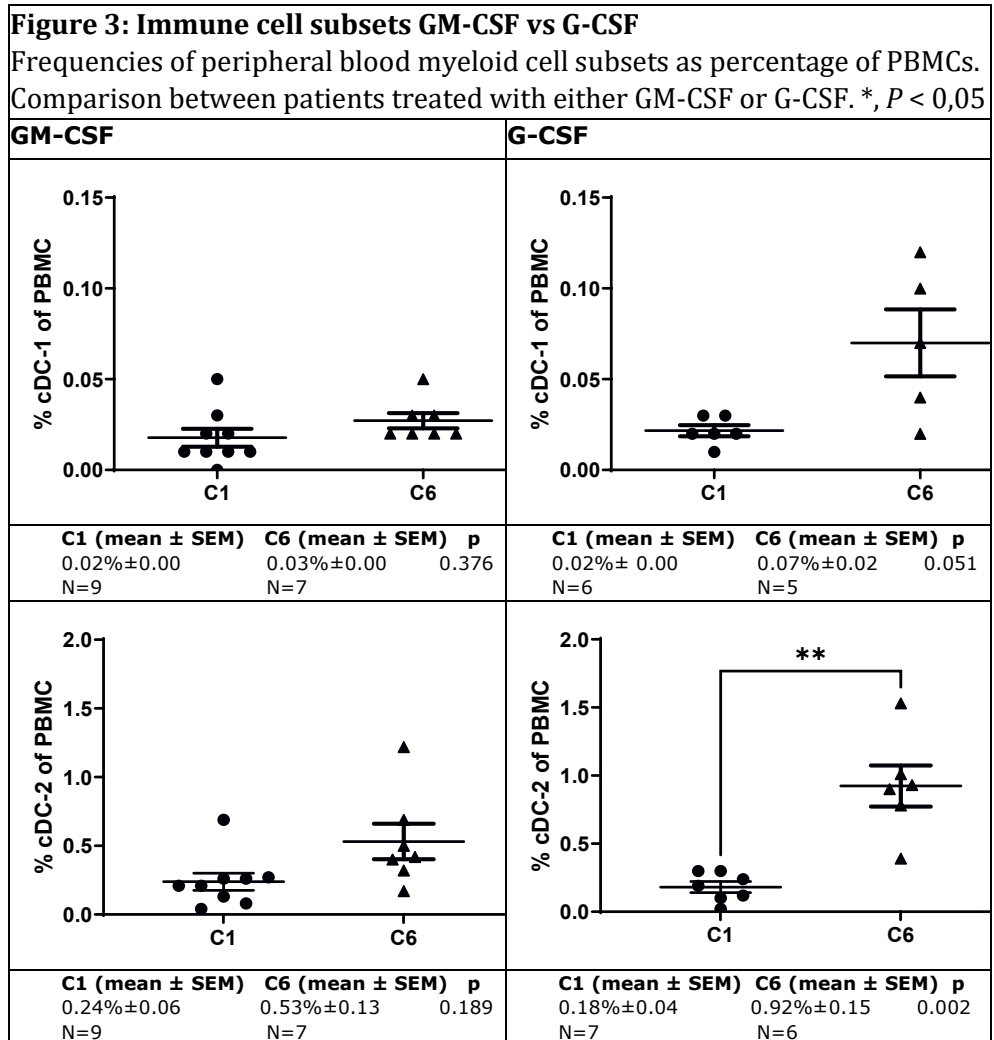 Figure 3: Immune cell subsets GM-CSF vs G-CSF
Frequencies of peripheral blood myeloid cell subsets as percentage of PBMCs.
Comparison between patients treated with either GM-CSF or G-CSF. *, P < 0,05
GM-CSF
G-CSF
% cDC-1 of PBMC
0.15
0.10
0.05
0.00
C1 C6
% cDC-1 of PBMC
0.15
0.10
0.05
0.00
C1 C6
C1 (mean ± SEM) C6 (mean ± SEM) p
0.02%±0.00 0.03%±0.00 0.376
N=9 N=7
C1 (mean ± SEM) C6 (mean ± SEM) p
0.02%± 0.00 0.07%±0.02 0.051
N=6 N=5
% cDC-2 of PBMC
2.0
1.5
1.0
0.5
0.0
C1 C6
% cDC-2 of PBMC
2.0
1.5
1.0
0.5
0.0
**
C1 C6
C1 (mean ± SEM) C6 (mean ± SEM) p
0.24%±0.06 0.53%±0.13 0.189
N=9 N=7
C1 (mean ± SEM) C6 (mean ± SEM) p
0.18%±0.04 0.92%±0.15 0.002
N=7 N=6